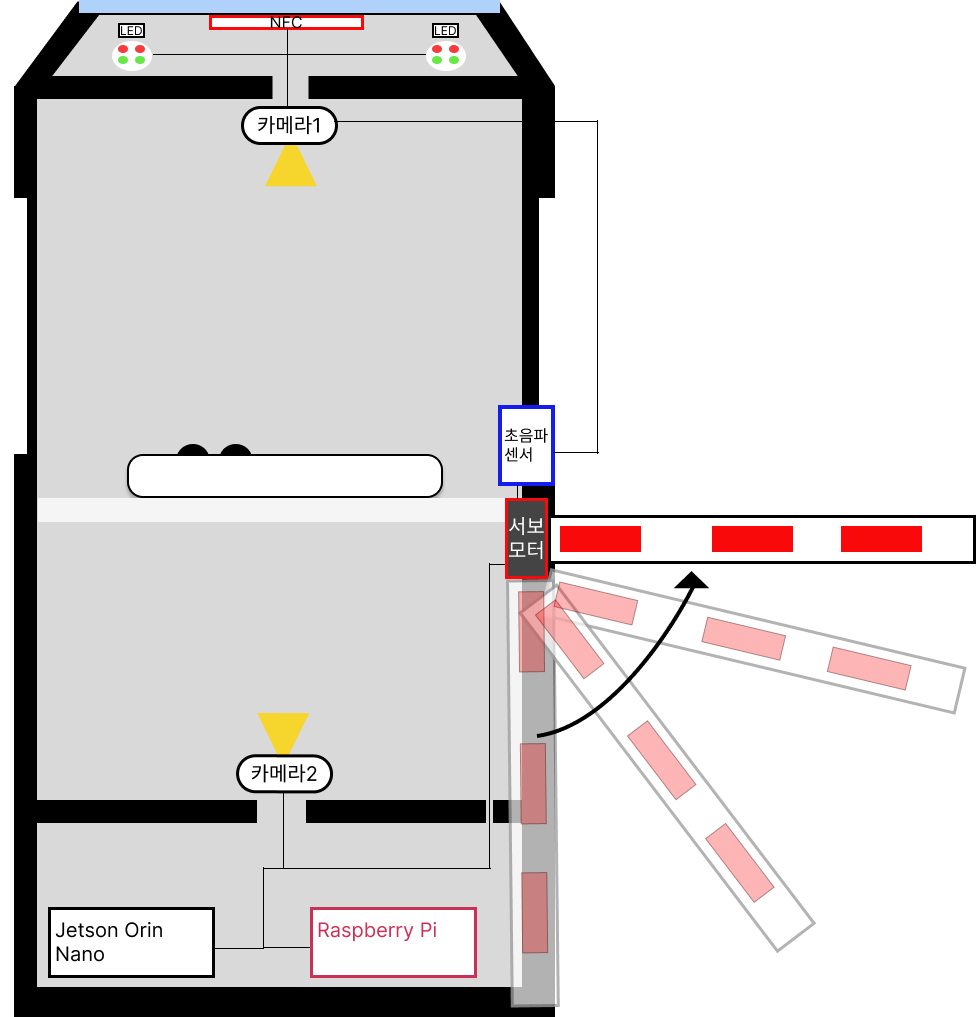 NFC
LED
LED
카메라1
초음파
센서
서보
모터
카메라2
Jetson Orin
Nano
Raspberry Pi